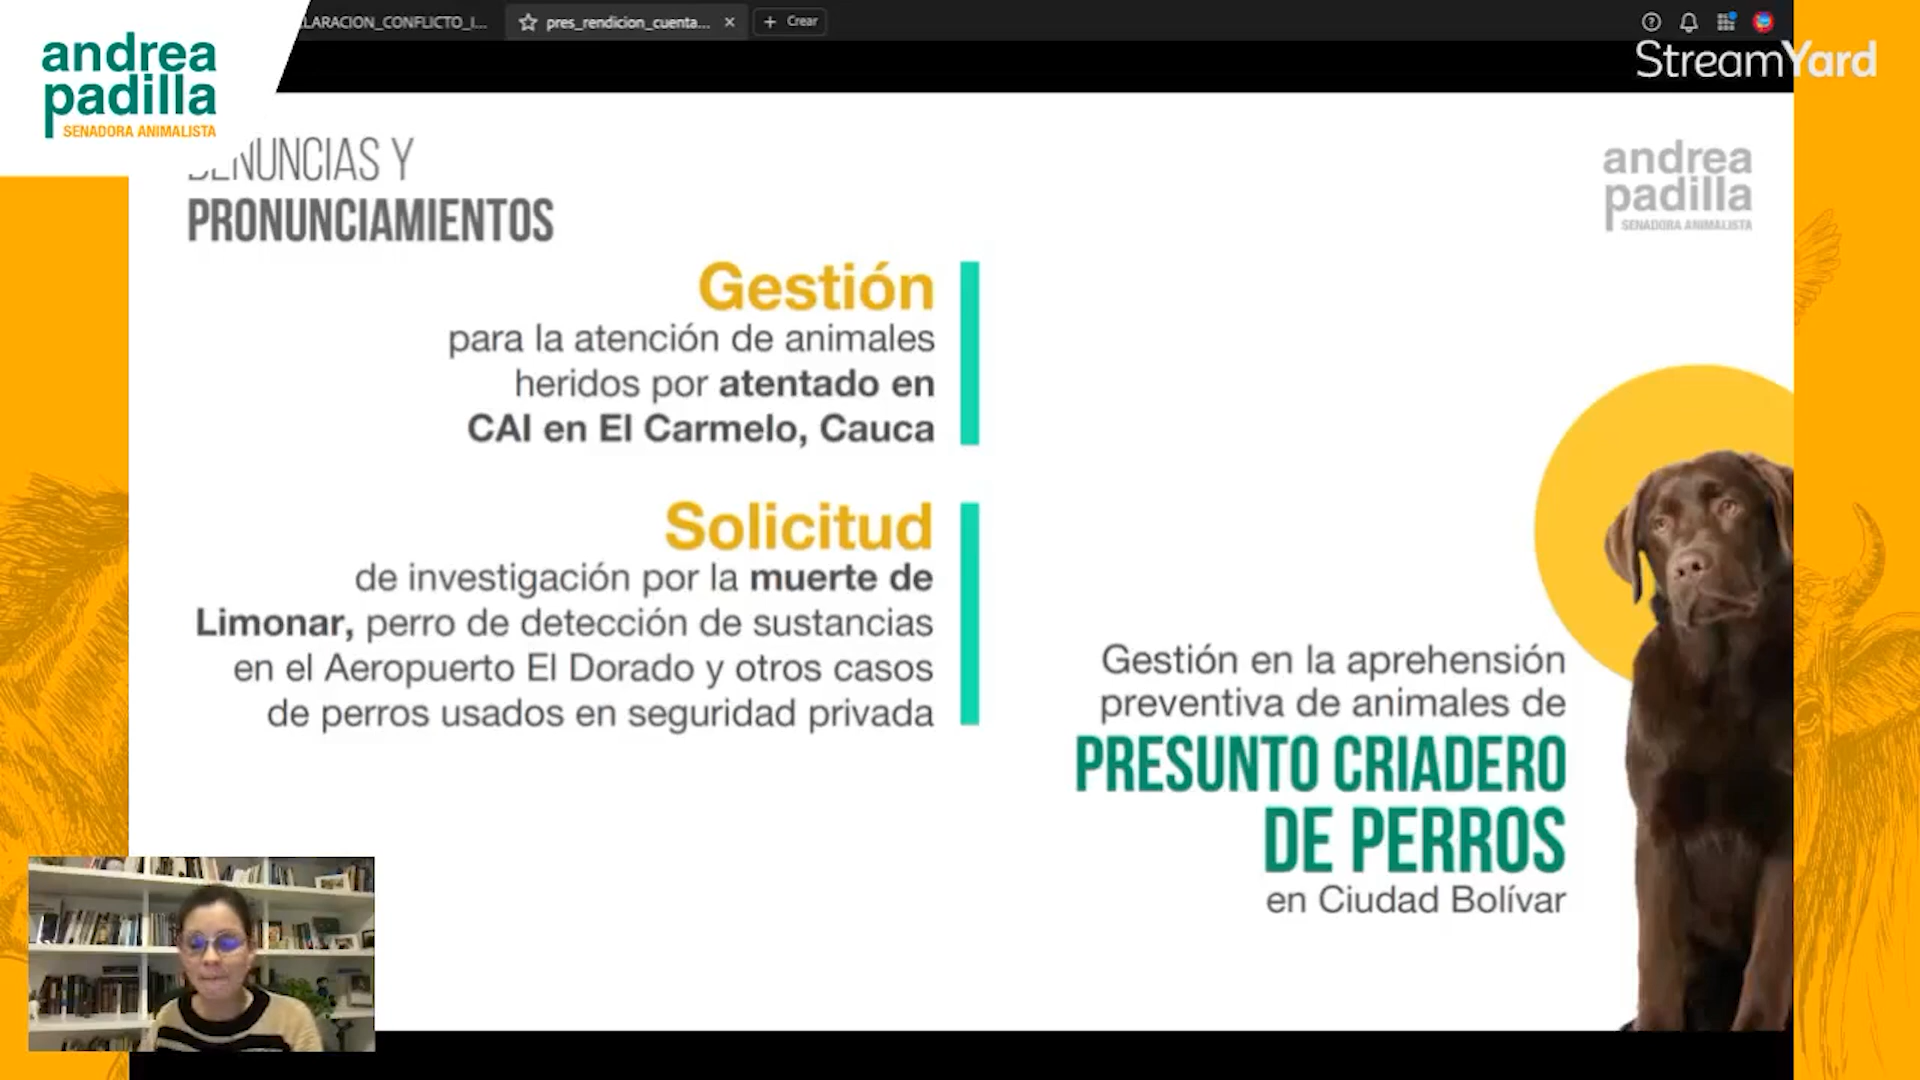 andrea
padilla
SENADORA ANIMALISTA
LARACION_CONFLICTO_I...
pres_rendicion_cuenta...
Crear
StreamYard
DENUNCIAS Y
PRONUNCIAMIENTOS
andrea
padilla
SENADORA ANIMALISTA
Gestión
para la atención de animales
heridos por atentado en
CAI en El Carmelo, Cauca
Solicitud
de investigación por la muerte de
Limonar, perro de detección de sustancias
en el Aeropuerto El Dorado y otros casos
de perros usados en seguridad privada
Gestión en la aprehensión
preventiva de animales de
PRESUNTO CRIADERO
DE PERROS
en Ciudad Bolívar